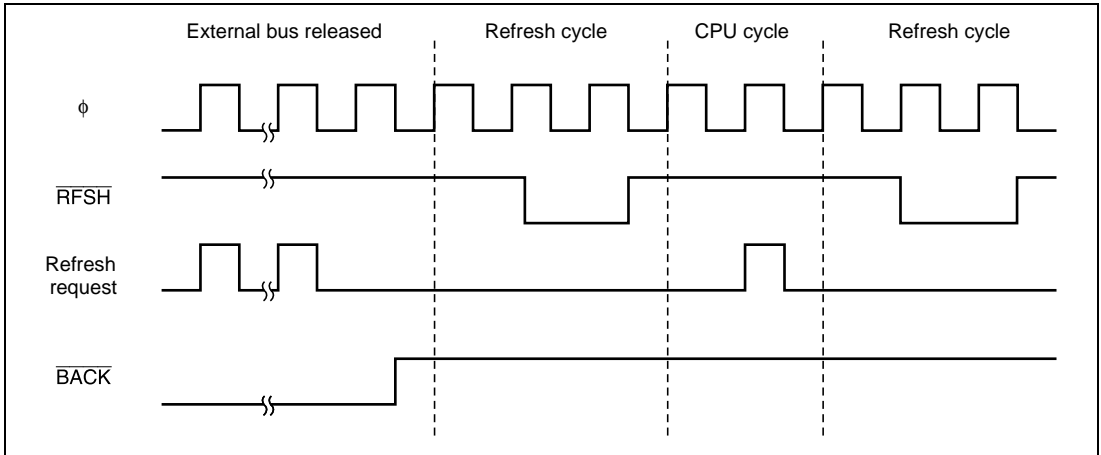 External bus released Refresh cycle CPU cycle Refresh cycle
ϕ
RFSH
Refresh
request
BACK